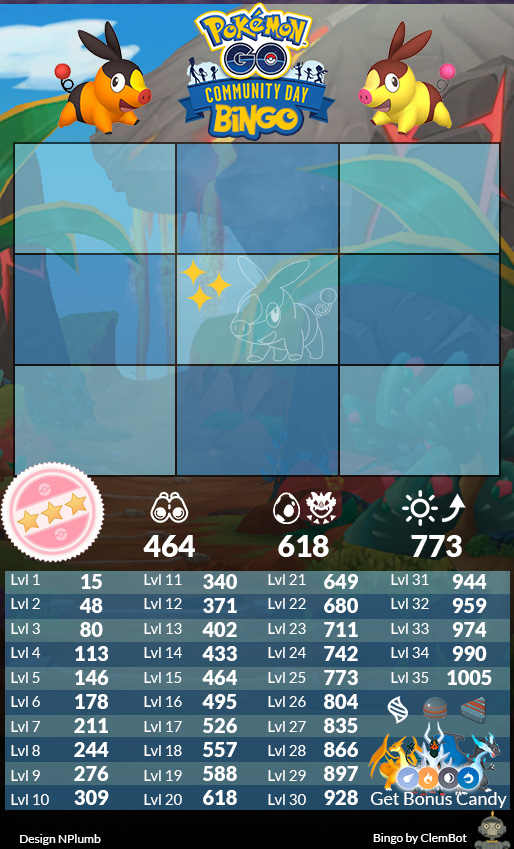 Pokémon
GO
COMMUNITY DAY
BINGO
464 618 773
Lvl 1 15 Lvl 11 340 Lvl 21 649 Lvl 31 944
Lvl 2 48 Lvl 12 371 Lvl 22 680 Lvl 32 959
Lvl 3 80 Lvl 13 402 Lvl 23 711 Lvl 33 974
Lvl 4 113 Lvl 14 433 Lvl 24 742 Lvl 34 990
Lvl 5 146 Lvl 15 464 Lvl 25 773 Lvl 35 1005
Lvl 6 178 Lvl 16 495 Lvl 26 804
Lvl 7 211 Lvl 17 526 Lvl 27 835
Lvl 8 244 Lvl 18 557 Lvl 28 866
Lvl 9 276 Lvl 19 588 Lvl 29 897
Lvl 10 309 Lvl 20 618 Lvl 30 928 Get Bonus Candy
Design NPlumb Bingo by ClemBot